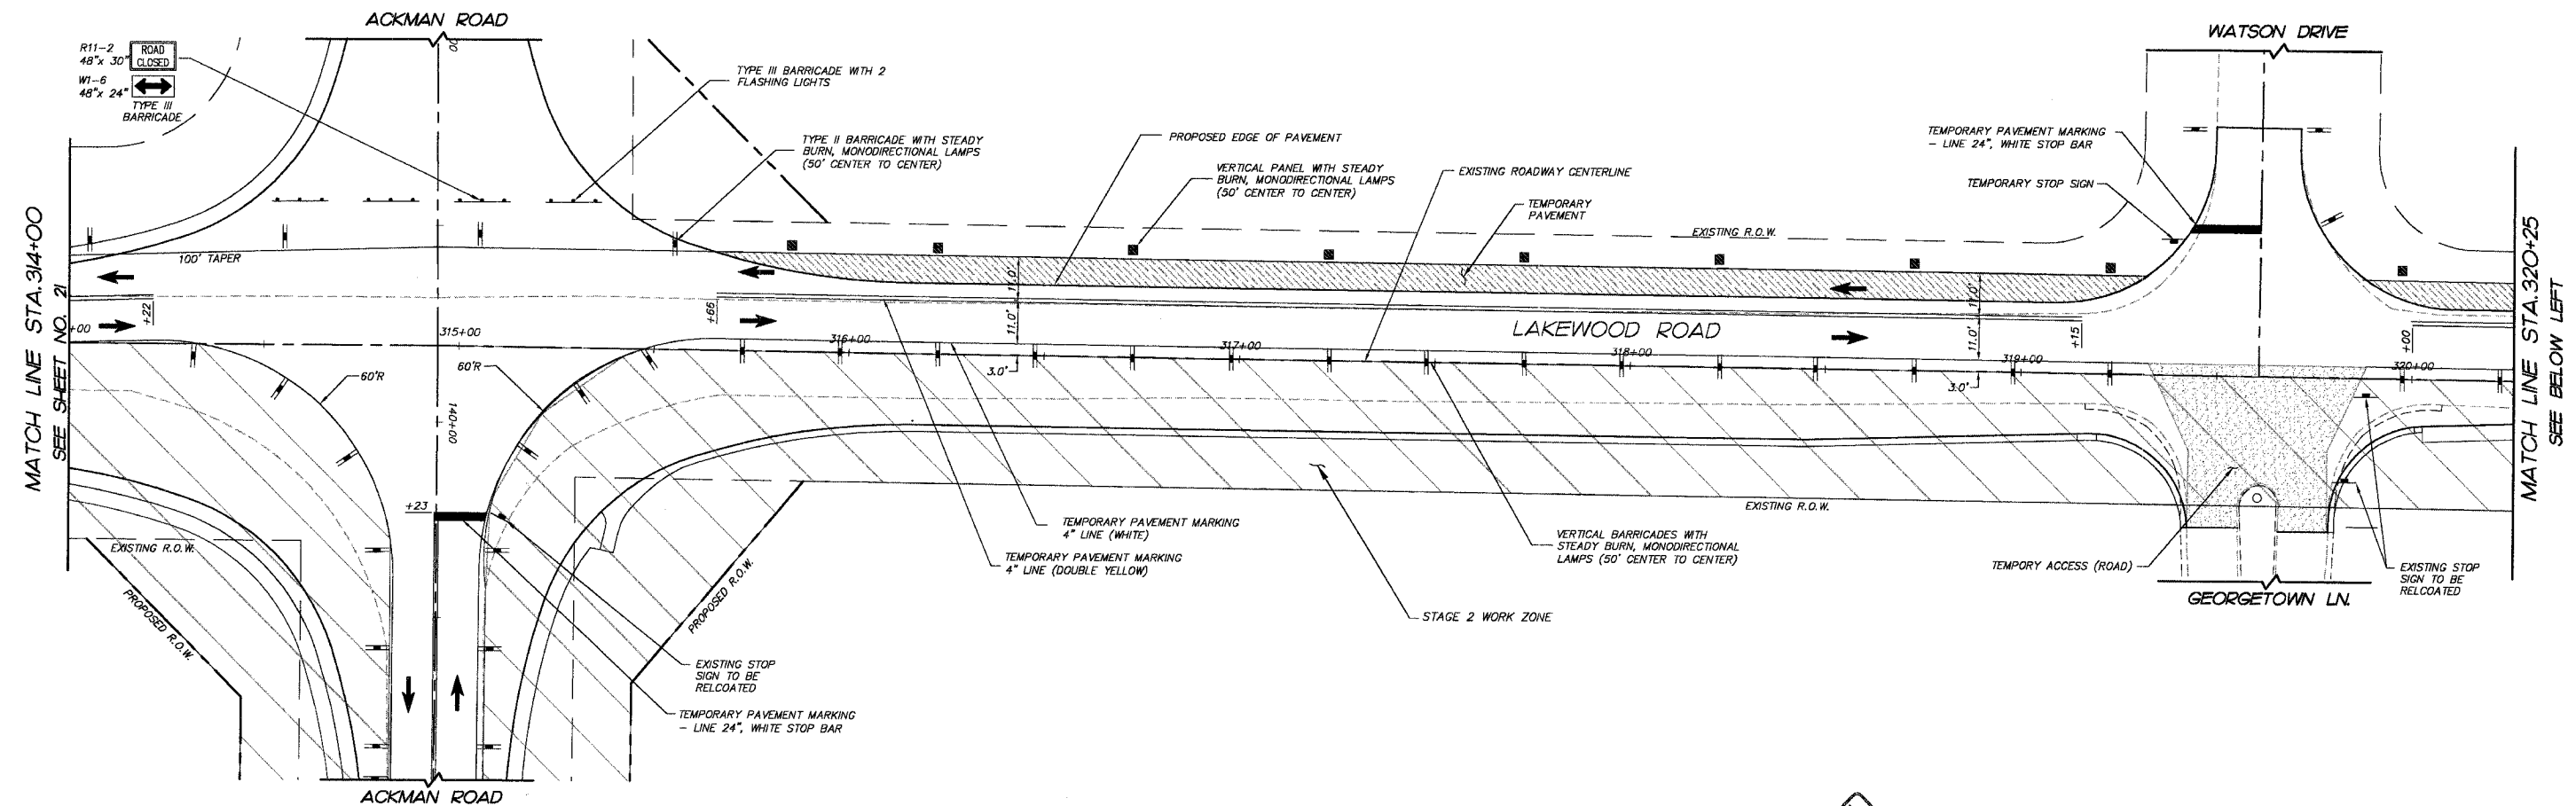 ACKMAN ROAD
WATSON DRIVE
R11-2
48"x 30"
ROAD
CLOSED
W1-6
48"x 24"
TYPE III
BARRICADE
00
TYPE III BARRICADE WITH 2
FLASHING LIGHTS
TYPE II BARRICADE WITH STEADY
BURN, MONODIRECTIONAL LAMPS
(50' CENTER TO CENTER)
PROPOSED EDGE OF PAVEMENT
VERTICAL PANEL WITH STEADY
BURN, MONODIRECTIONAL LAMPS
(50' CENTER TO CENTER)
EXISTING ROADWAY CENTERLINE
TEMPORARY
PAVEMENT
TEMPORARY PAVEMENT MARKING
- LINE 24", WHITE STOP BAR
TEMPORARY STOP SIGN
EXISTING R.O.W.
MATCH LINE STA.314+00
SEE SHEET NO. 21
MATCH LINE STA.320+25
SEE BELOW LEFT
100' TAPER
+22
+00
315+00
+66
11.0'
11.0'
3.0'
316+00
317+00
318+00
319+00
320+00
LAKEWOOD ROAD
11.0'
11.0'
3.0'
+15
+00
60'R
60'R
140+00
+23
EXISTING R.O.W.
PROPOSED R.O.W.
PROPOSED R.O.W.
EXISTING R.O.W.
TEMPORARY PAVEMENT MARKING
4" LINE (WHITE)
TEMPORARY PAVEMENT MARKING
4" LINE (DOUBLE YELLOW)
VERTICAL BARRICADES WITH
STEADY BURN, MONODIRECTIONAL
LAMPS (50' CENTER TO CENTER)
STAGE 2 WORK ZONE
TEMPORY ACCESS (ROAD)
EXISTING STOP
SIGN TO BE
RELCOATED
GEORGETOWN LN.
EXISTING STOP
SIGN TO BE
RELCOATED
TEMPORARY PAVEMENT MARKING
- LINE 24", WHITE STOP BAR
ACKMAN ROAD